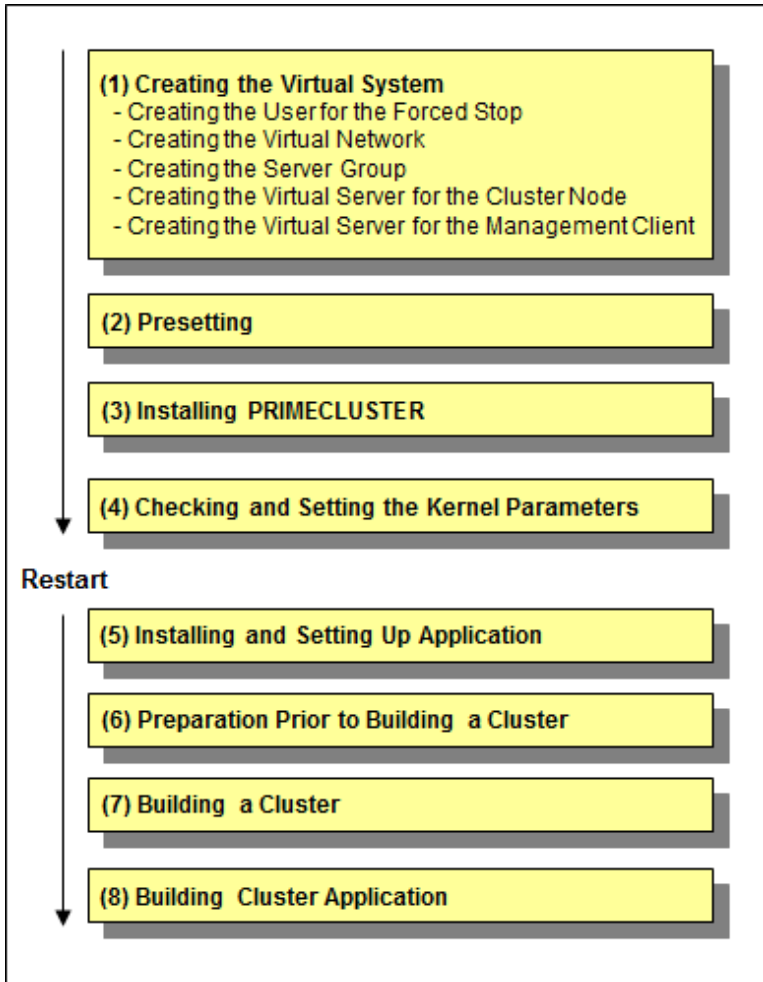 (1) Creating the Virtual System
- Creating the User for the Forced Stop
- Creating the Virtual Network
- Creating the Server Group
- Creating the Virtual Server for the Cluster Node
- Creating the Virtual Server for the Management Client
(2) Presetting
(3) Installing PRIMECLUSTER
(4) Checking and Setting the Kernel Parameters
Restart
(5) Installing and Setting Up Application
(6) Preparation Prior to Building a Cluster
(7) Building a Cluster
(8) Building Cluster Application